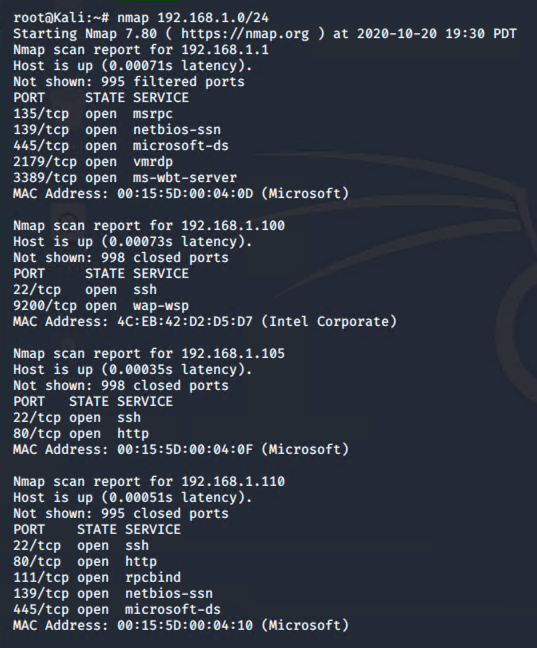 root@Kali:~# nmap 192.168.1.0/24
Starting Nmap 7.80 ( https://nmap.org ) at 2020-10-20 19:30 PDT
Nmap scan report for 192.168.1.1
Host is up (0.00071s latency).
Not shown: 995 filtered ports
PORT     STATE SERVICE
135/tcp  open  msrpc
139/tcp  open  netbios-ssn
445/tcp  open  microsoft-ds
2179/tcp open  vmrdp
3389/tcp open  ms-wbt-server
MAC Address: 00:15:5D:00:04:0D (Microsoft)

Nmap scan report for 192.168.1.100
Host is up (0.00073s latency).
Not shown: 998 closed ports
PORT     STATE SERVICE
22/tcp   open  ssh
9200/tcp open  wap-wsp
MAC Address: 4C:EB:42:D2:D5:D7 (Intel Corporate)

Nmap scan report for 192.168.1.105
Host is up (0.00035s latency).
Not shown: 998 closed ports
PORT   STATE SERVICE
22/tcp open  ssh
80/tcp open  http
MAC Address: 00:15:5D:00:04:0F (Microsoft)

Nmap scan report for 192.168.1.110
Host is up (0.00051s latency).
Not shown: 995 closed ports
PORT    STATE SERVICE
22/tcp  open  ssh
80/tcp  open  http
111/tcp open  rpcbind
139/tcp open  netbios-ssn
445/tcp open  microsoft-ds
MAC Address: 00:15:5D:00:04:10 (Microsoft)